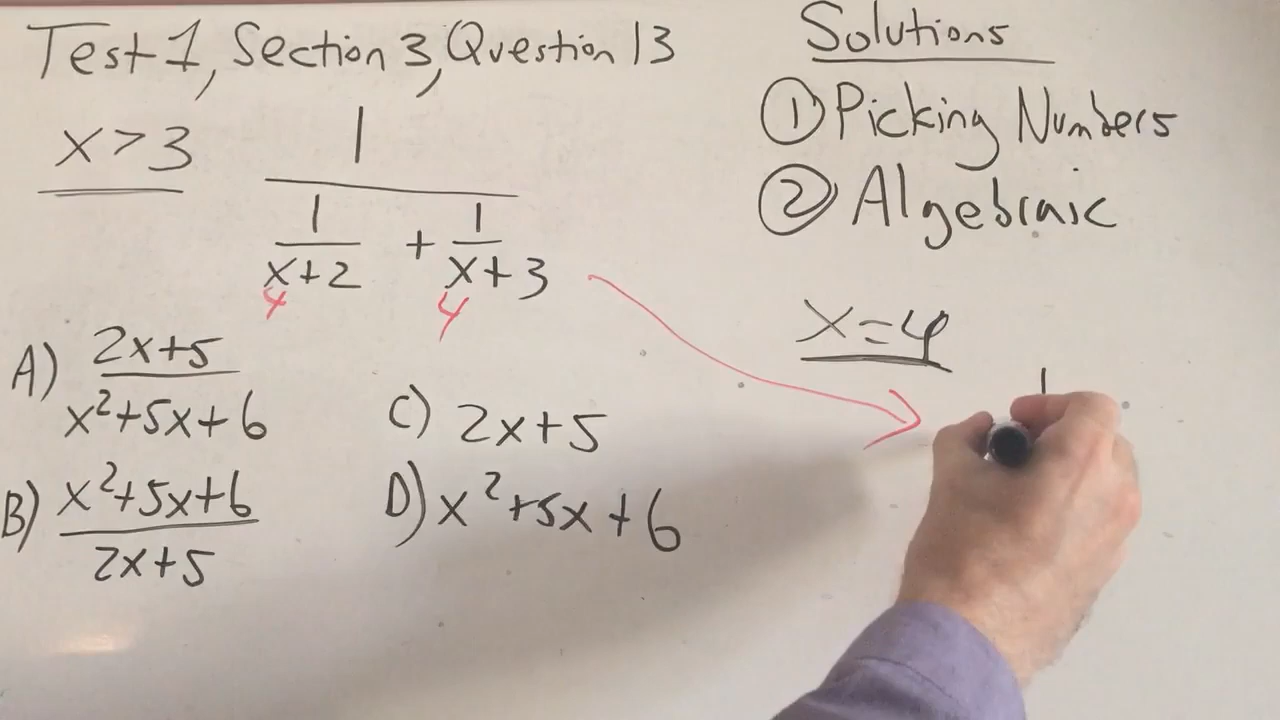 Test 1, Section 3, Question 13
x > 3
1
1 + 1
x+2 x+3
4 4
A) 2x+5
x²+5x+6
B) x²+5x+6
2x+5
C) 2x+5
D) x²+5x+6
Solutions
① Picking Numbers
② Algebraic
x=4
1